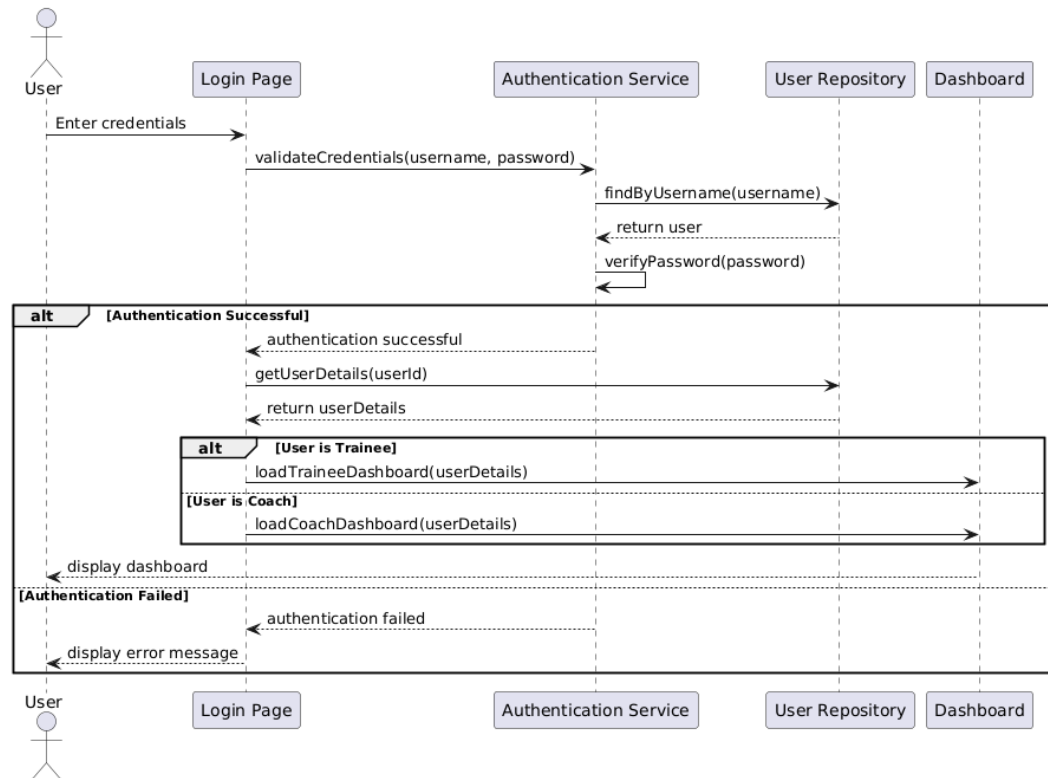 User
Login Page
Authentication Service
User Repository
Dashboard
Enter credentials
validateCredentials(username, password)
findByUsername(username)
return user
verifyPassword(password)
alt
[Authentication Successful]
authentication successful
getUserDetails(userId)
return userDetails
alt
[User is Trainee]
loadTraineeDashboard(userDetails)
[User is Coach]
loadCoachDashboard(userDetails)
display dashboard
[Authentication Failed]
authentication failed
display error message
User
Login Page
Authentication Service
User Repository
Dashboard